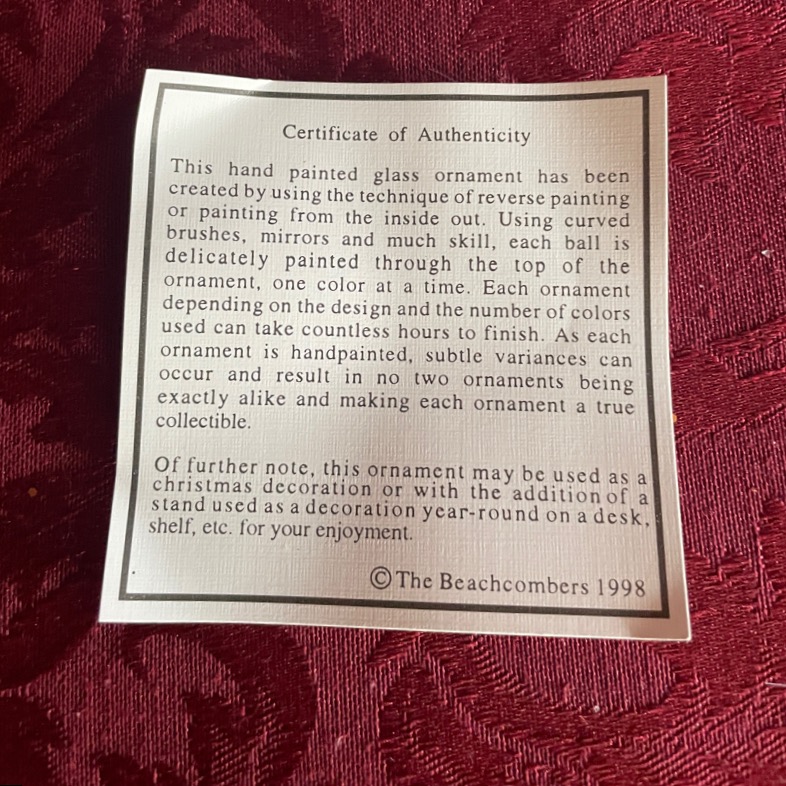 Certificate of Authenticity
This hand painted glass ornament has been
created by using the technique of reverse painting
or painting from the inside out. Using curved
brushes, mirrors and much skill, each ball is
delicately painted through the top of the
ornament, one color at a time. Each ornament
depending on the design and the number of colors
used can take countless hours to finish. As each
ornament is handpainted, subtle variances can
occur and result in no two ornaments being
exactly alike and making each ornament a true
collectible.
Of further note, this ornament may be used as a
christmas decoration or with the addition of a
stand used as a decoration year-round on a desk,
shelf, etc. for your enjoyment.
©The Beachcombers 1998